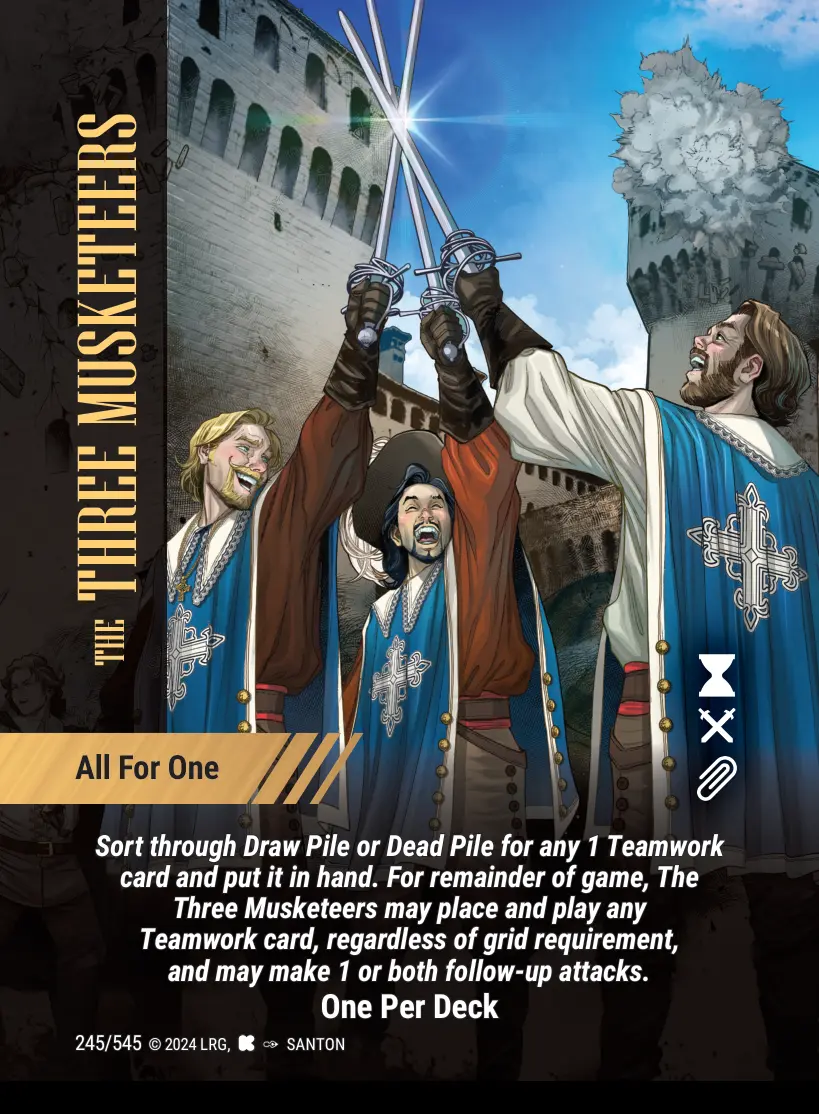 THE THREE MUSKETEERS
All For One
Sort through Draw Pile or Dead Pile for any 1 Teamwork
card and put it in hand. For remainder of game, The
Three Musketeers may place and play any
Teamwork card, regardless of grid requirement,
and may make 1 or both follow-up attacks.
One Per Deck
245/545 © 2024 LRG, SANTON